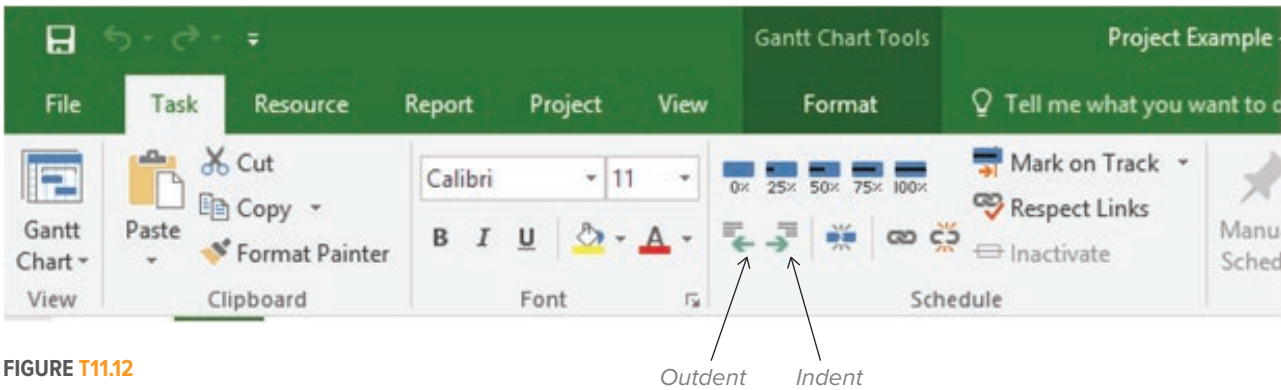 Gantt Chart Tools Project Example -
File Task Resource Report Project View Format Tell me what you want to
Cut
Copy
Format Painter
Paste
Gantt
Chart
View
Clipboard
Calibri 11
B I U A
Font
0% 25% 50% 75% 100%
Mark on Track
Respect Links
Inactivate
Schedule
FIGURE T11.12
Outdent Indent